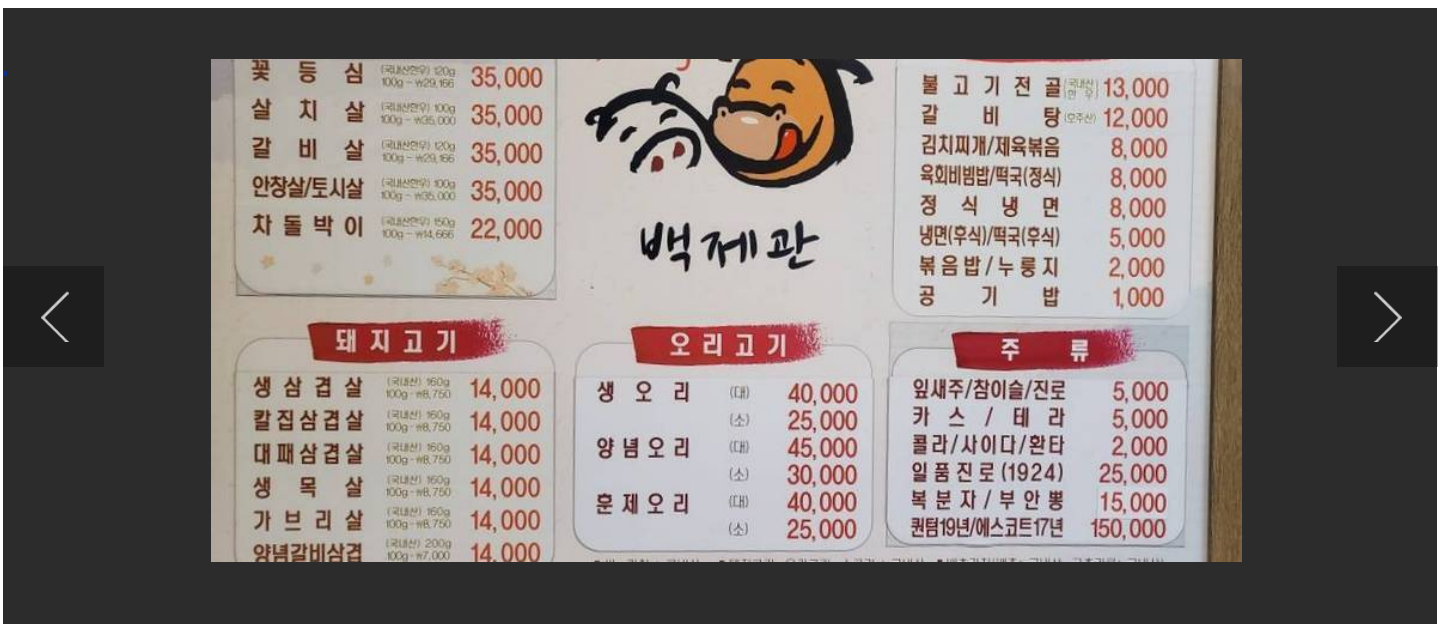 꽃 등 심 (국내산한우) 120g 100g - ₩29,166 35,000
살 치 살 (국내산한우) 100g 100g - ₩35,000 35,000
갈 비 살 (국내산한우) 120g 100g - ₩29,166 35,000
안창살/토시살 (국내산한우) 100g 100g - ₩35,000 35,000
차 돌 박 이 (국내산한우) 150g 100g - ₩14,666 22,000
백제관
불 고 기 전 골 (국내산한우) 13,000
갈 비 탕 (호주산) 12,000
김치찌개/제육볶음 8,000
육회비빔밥/떡국(정식) 8,000
정 식 냉 면 8,000
냉면(후식)/떡국(후식) 5,000
볶음밥/누룽지 2,000
공 기 밥 1,000
돼지고기
생 삼 겹 살 (국내산) 160g 100g-₩8,750 14,000
칼집삼겹살 (국내산) 160g 100g-₩8,750 14,000
대패삼겹살 (국내산) 160g 100g-₩8,750 14,000
생 목 살 (국내산) 160g 100g-₩8,750 14,000
가 브 리 살 (국내산) 160g 100g-₩8,750 14,000
양념갈비삼겹 (국내산) 200g 100g-₩7,000 14,000
오리고기
생 오 리 (대) 40,000
(소) 25,000
양념오리 (대) 45,000
(소) 30,000
훈제오리 (대) 40,000
(소) 25,000
주 류
잎새주/참이슬/진로 5,000
카 스 / 테 라 5,000
콜라/사이다/환타 2,000
일품진로(1924) 25,000
복분자/부안뽕 15,000
퀀텀19년/에스코트17년 150,000